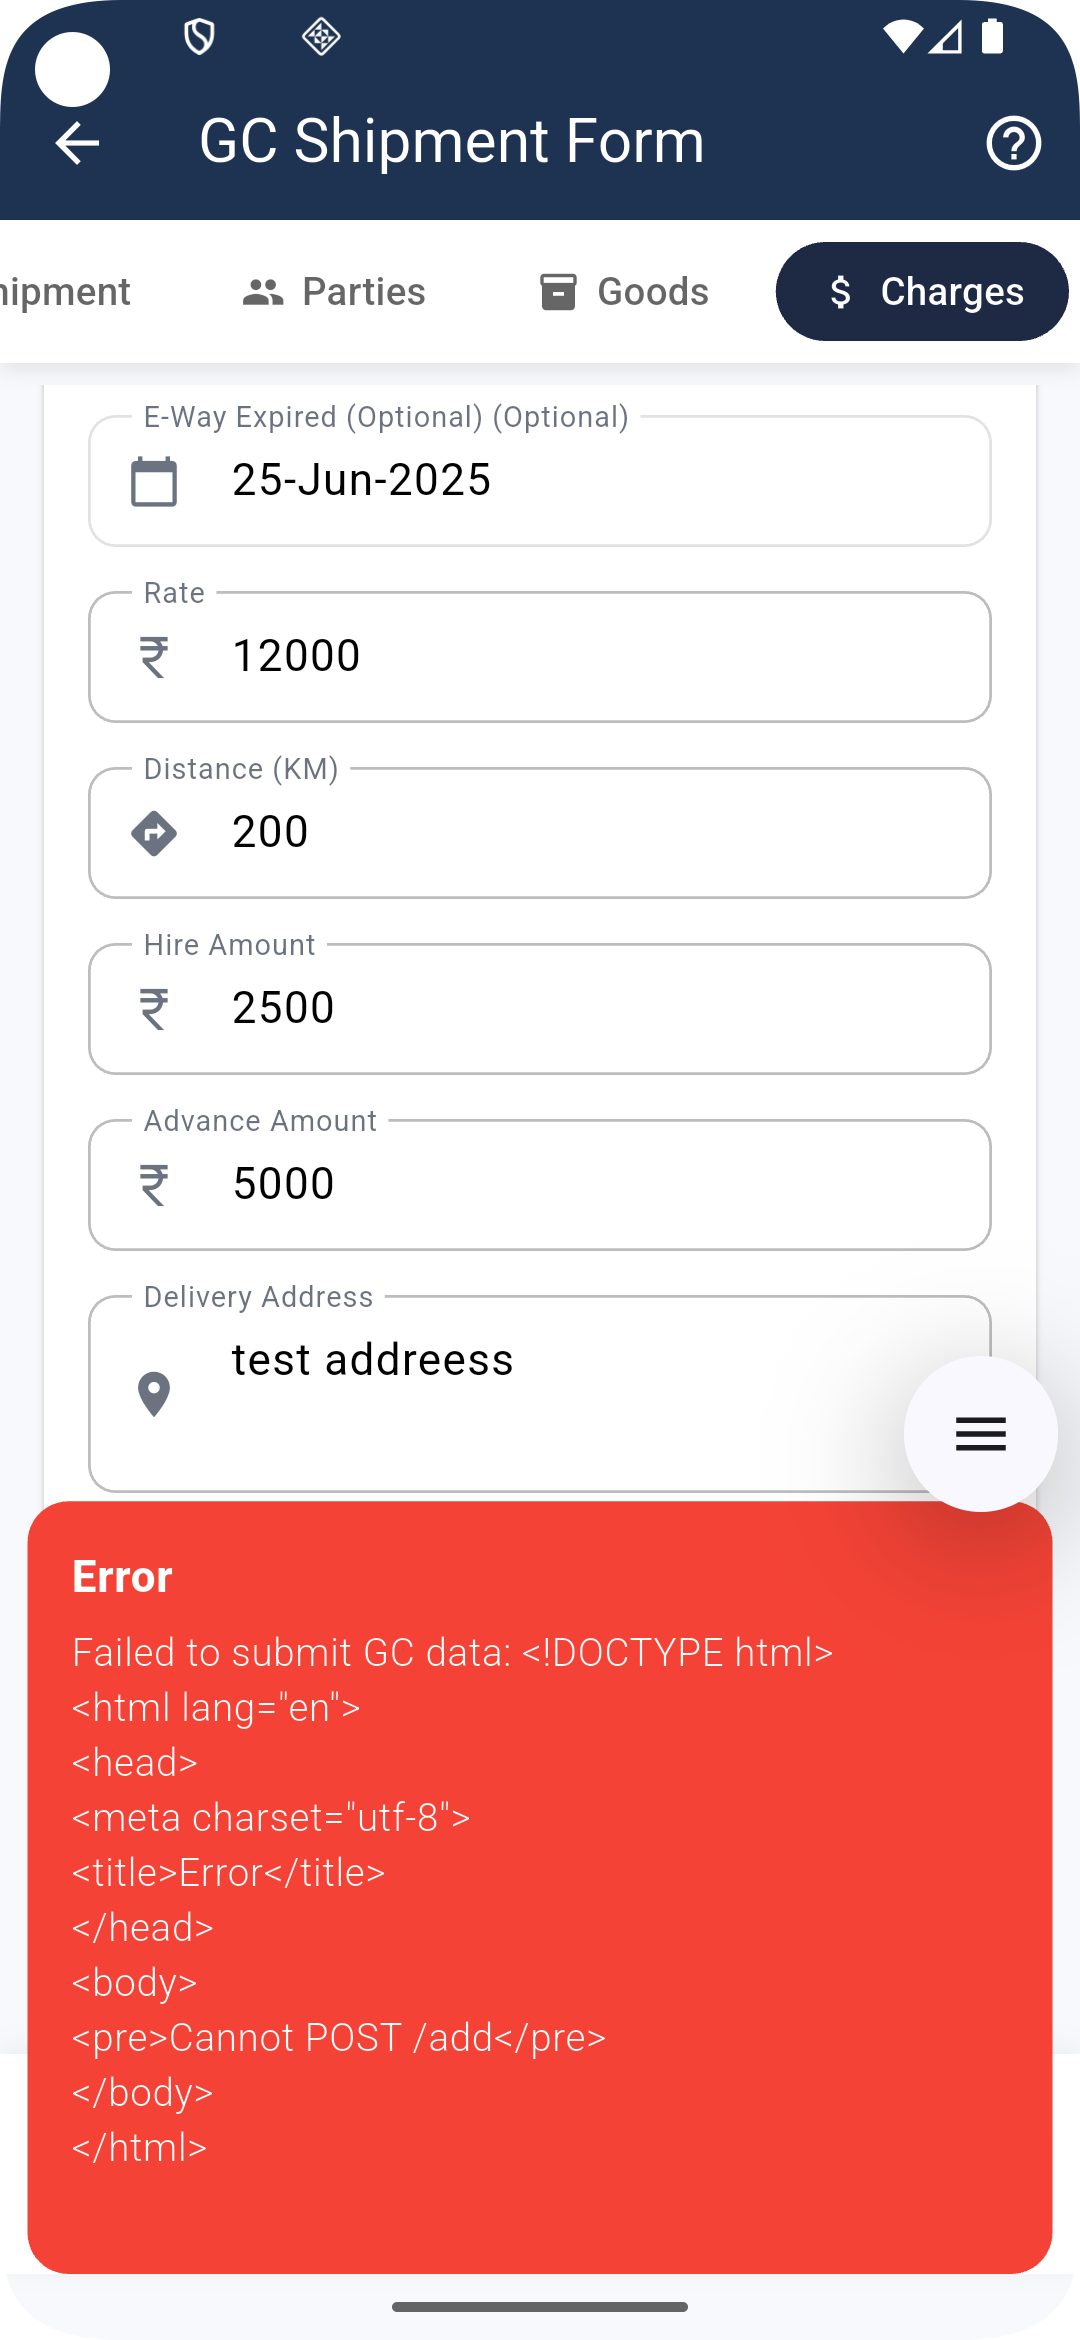 GC Shipment Form
hipment
Parties
Goods
$ Charges
E-Way Expired (Optional) (Optional)
25-Jun-2025
Rate
₹ 12000
Distance (KM)
200
Hire Amount
₹ 2500
Advance Amount
₹ 5000
Delivery Address
test addreess
Error
Failed to submit GC data: <!DOCTYPE html>
<html lang="en">
<head>
<meta charset="utf-8">
<title>Error</title>
</head>
<body>
<pre>Cannot POST /add</pre>
</body>
</html>